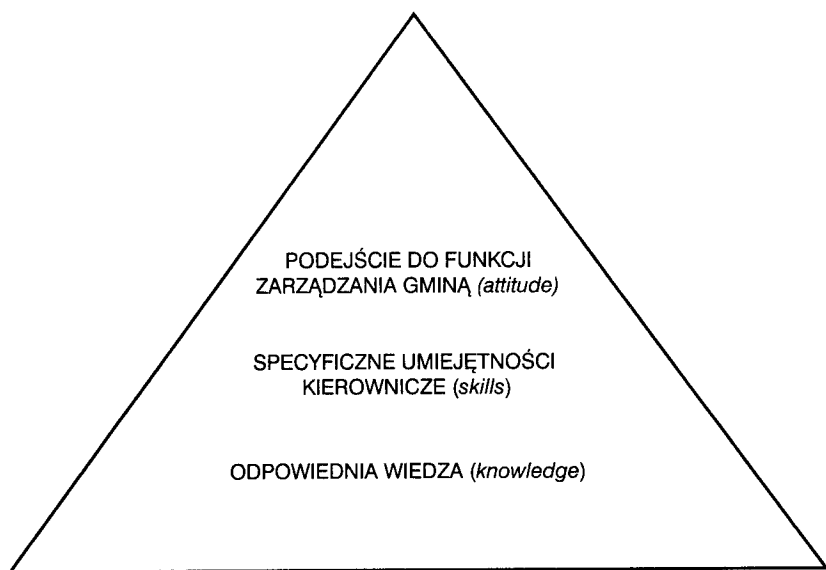 PODEJŚCIE DO FUNKCJI
ZARZĄDZANIA GMINĄ (attitude)
SPECYFICZNE UMIEJĘTNOŚCI
KIEROWNICZE (skills)
ODPOWIEDNIA WIEDZA (knowledge)